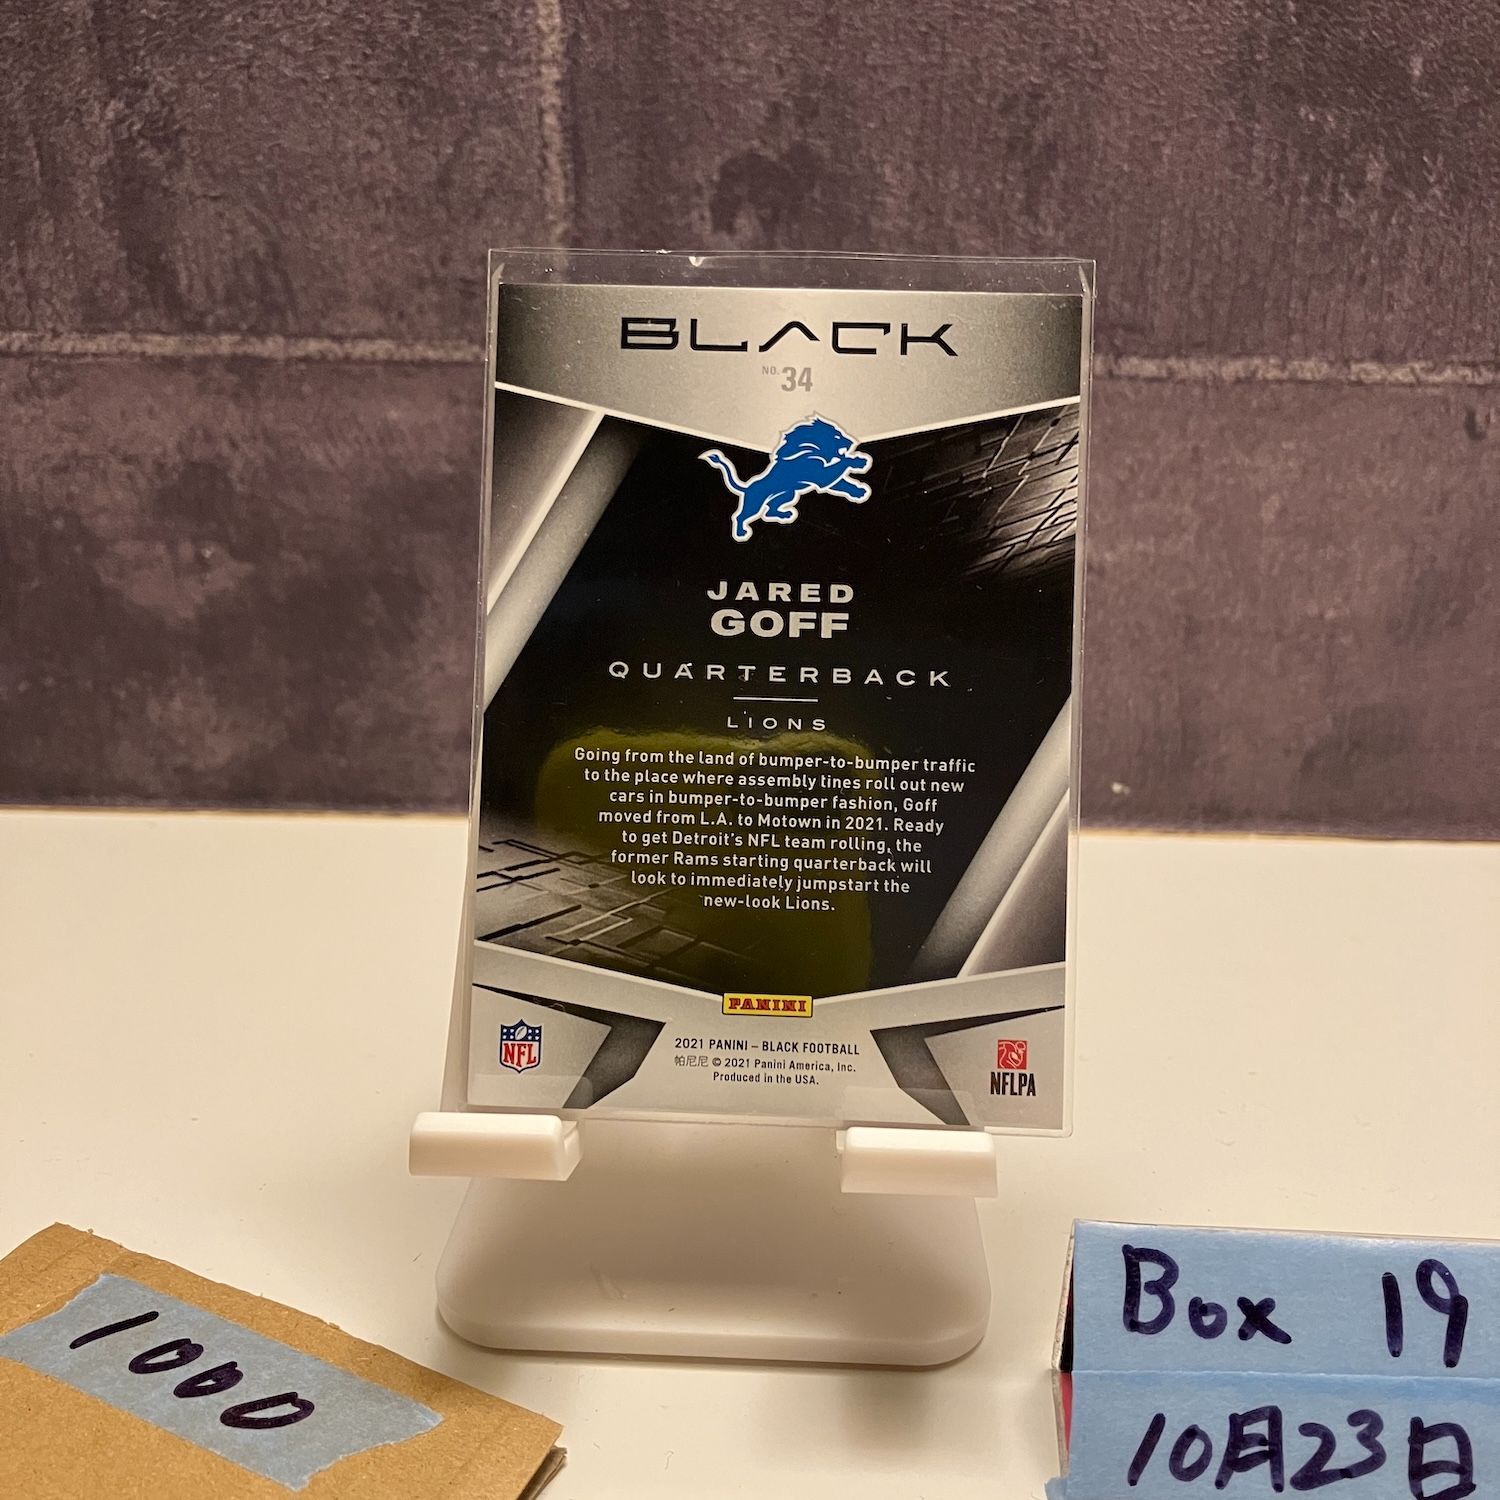 BLACK
NO. 34
JARED
GOFF
QUARTERBACK
LIONS
Going from the land of bumper-to-bumper traffic
to the place where assembly lines roll out new
cars in bumper-to-bumper fashion, Goff
moved from L.A. to Motown in 2021. Ready
to get Detroit's NFL team rolling, the
former Rams starting quarterback will
look to immediately jumpstart the
new-look Lions.
PANINI
NFL
2021 PANINI – BLACK FOOTBALL
帕尼尼 © 2021 Panini America, Inc.
Produced in the USA.
NFLPA
1000
Box 19
10月23日